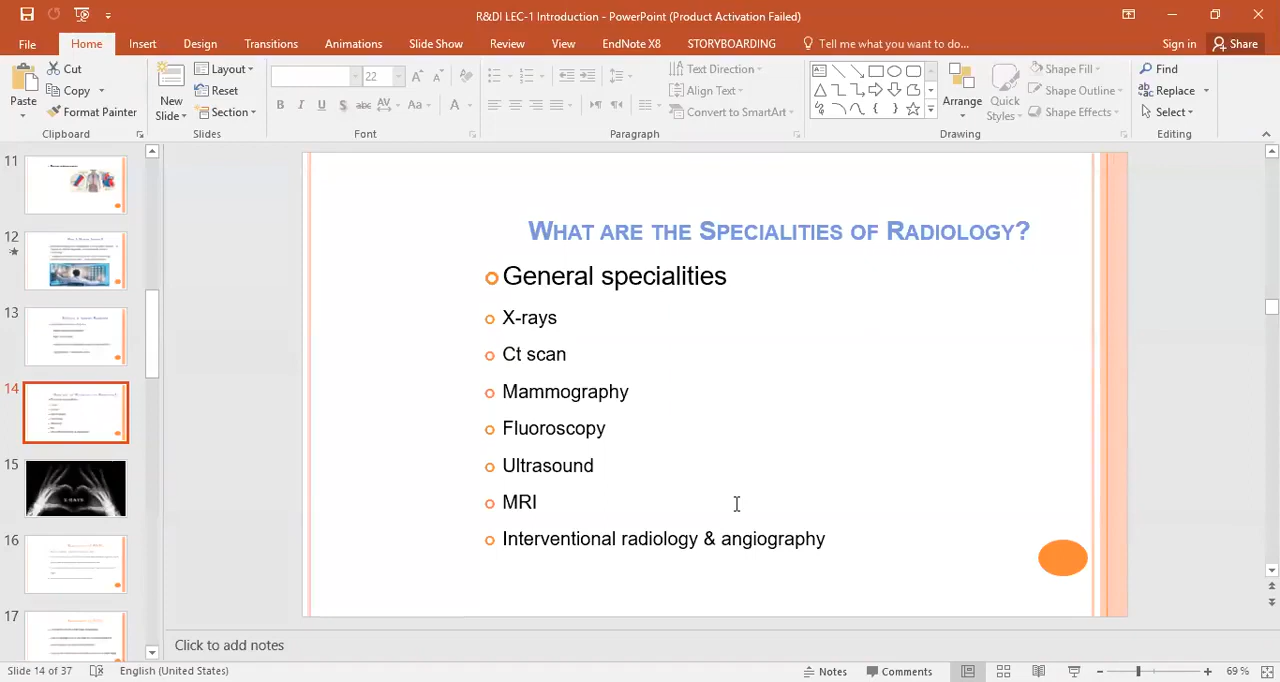 R&DI LEC-1 Introduction - PowerPoint (Product Activation Failed)
File Home Insert Design Slide Show Transitions Animations Review View EndNote X8 STORYBOARDING Tell me what you want to do... Sign in Share
Paste
Cut
Copy
Format Painter
Clipboard
New
Slide
Layout
Reset
Section
Slides
22
B I U S abc AV Aa A
Font
Text Direction
Align Text
Convert to SmartArt
Paragraph
Arrange
Quick
Styles
Shape Fill
Shape Outline
Shape Effects
Drawing
Find
Replace
Select
Editing
11
12
13
14
15
X-RAYS
16
17
WHAT ARE THE SPECIALITIES OF RADIOLOGY?
General specialities
X-rays
Ct scan
Mammography
Fluoroscopy
Ultrasound
MRI
Interventional radiology & angiography
Click to add notes
Slide 14 of 37 English (United States) Notes Comments 69 %